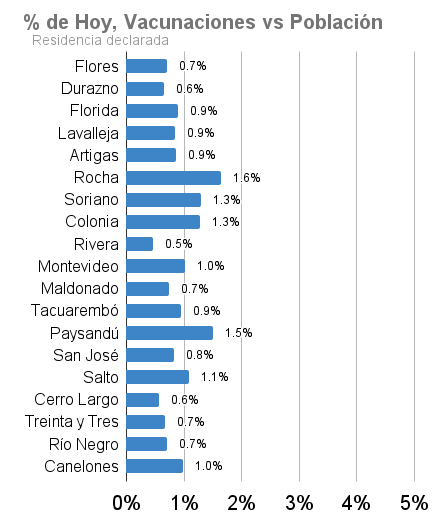 % de Hoy, Vacunaciones vs Población
Residencia declarada
Flores 0.7%
Durazno 0.6%
Florida 0.9%
Lavalleja 0.9%
Artigas 0.9%
Rocha 1.6%
Soriano 1.3%
Colonia 1.3%
Rivera 0.5%
Montevideo 1.0%
Maldonado 0.7%
Tacuarembó 0.9%
Paysandú 1.5%
San José 0.8%
Salto 1.1%
Cerro Largo 0.6%
Treinta y Tres 0.7%
Río Negro 0.7%
Canelones 1.0%
0% 1% 2% 3% 4% 5%